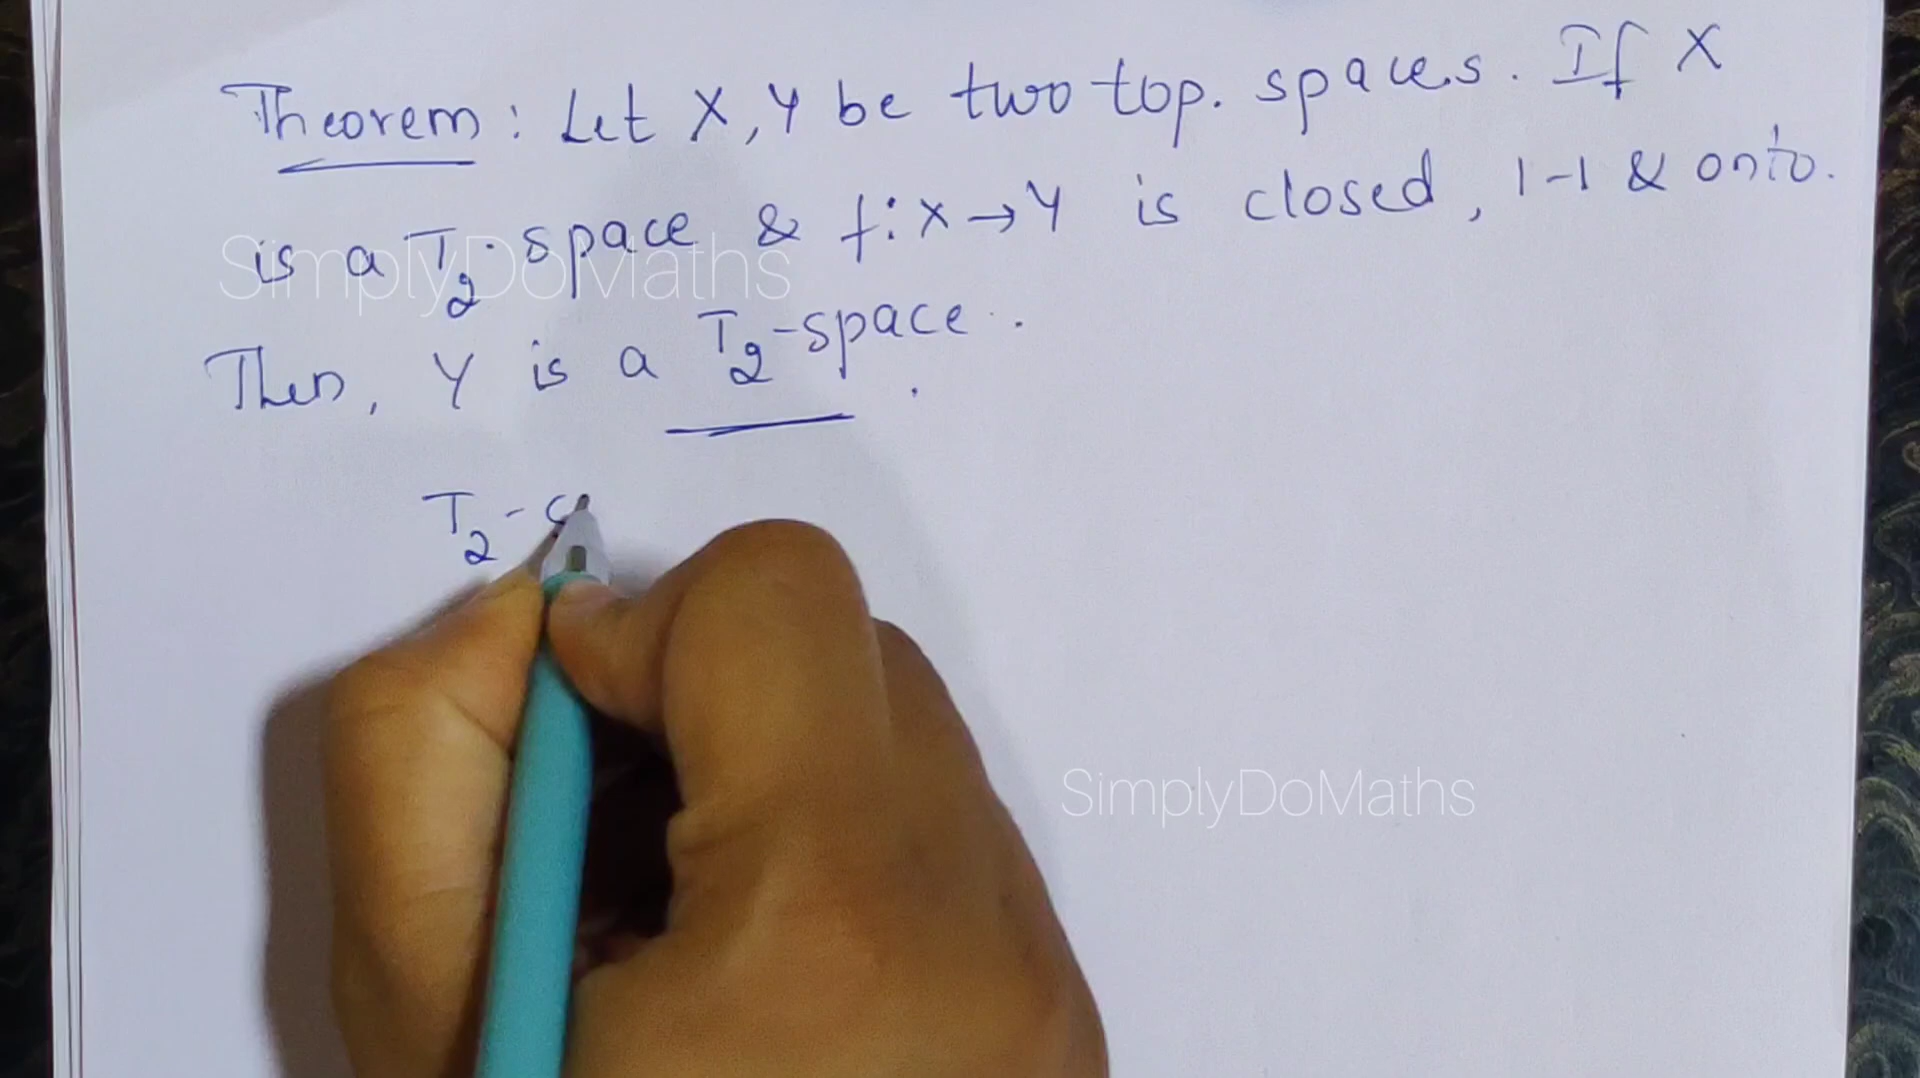 Theorem: Let X, Y be two top. spaces. If X
is a T₂-space & f: X → Y is closed, 1-1 & onto.
SimplyDoMaths
Then, Y is a T₂-space.
T₂ -
SimplyDoMaths